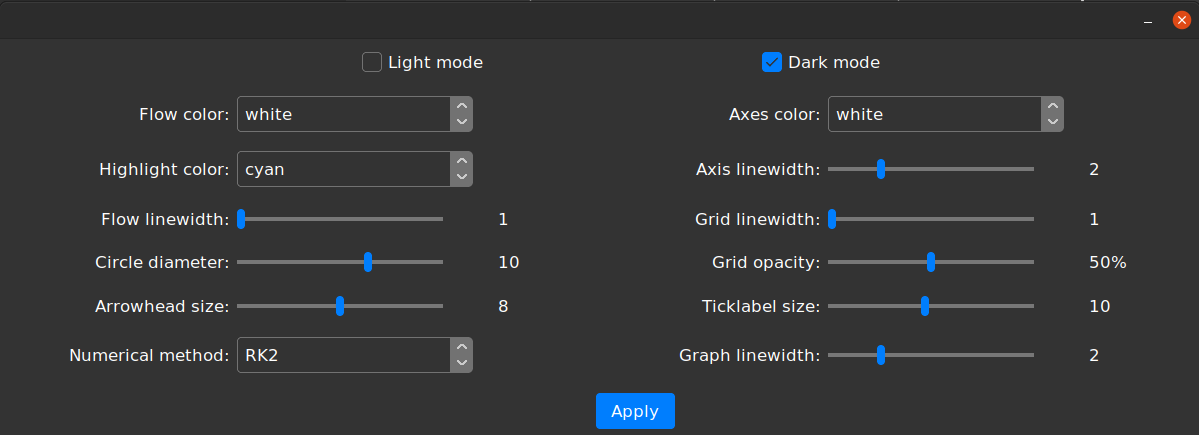 Light mode Dark mode
Flow color: white Axes color: white
Highlight color: cyan Axis linewidth: 2
Flow linewidth: 1 Grid linewidth: 1
Circle diameter: 10 Grid opacity: 50%
Arrowhead size: 8 Ticklabel size: 10
Numerical method: RK2 Graph linewidth: 2
Apply